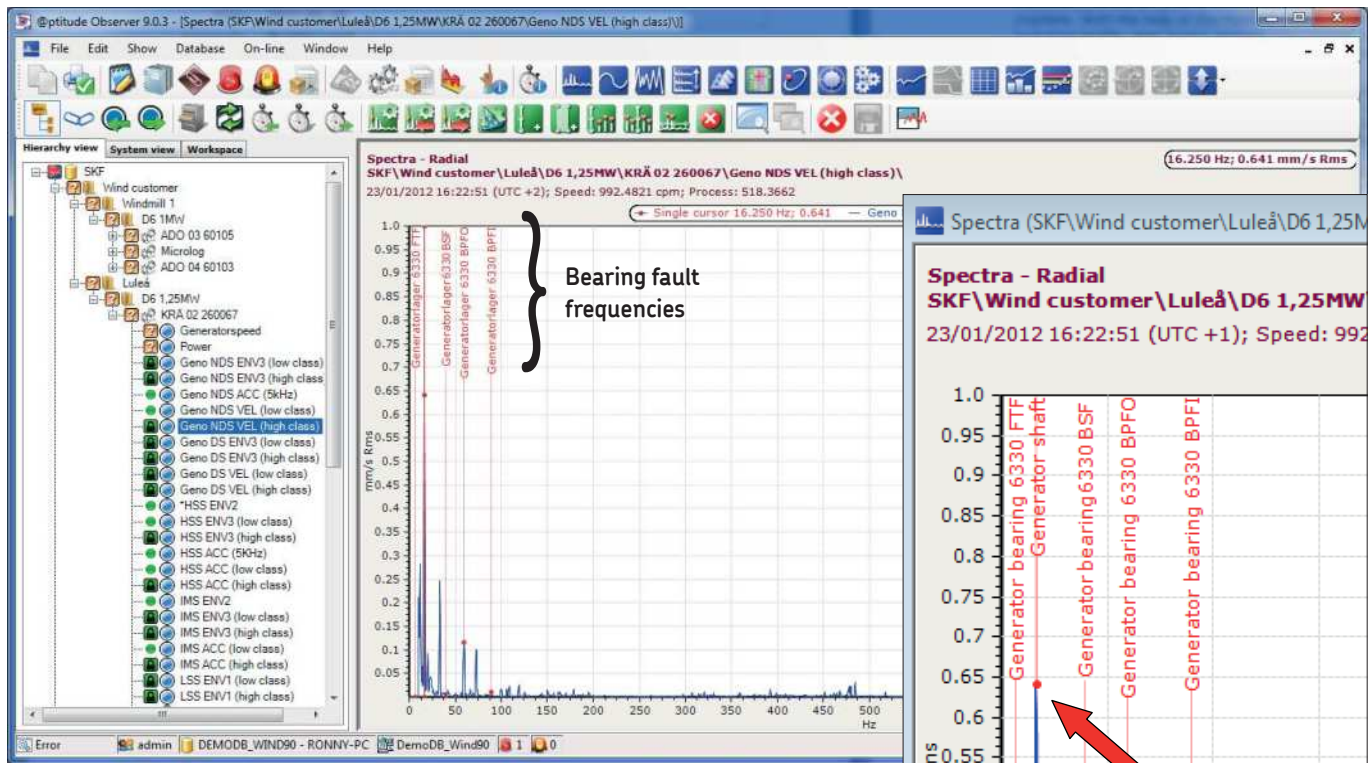 @ptitude Observer 9.0.3 - [Spectra (SKF\Wind customer\Luleå\D6 1,25MW\KRÄ 02 260067\Geno NDS VEL (high class)\)]
File Edit Show Database On-line Window Help
Hierarchy view System view Workspace
SKF
Wind customer
Windmill 1
D6 1MW
ADO 03 60105
Microlog
ADO 04 60103
Luleå
D6 1,25MW
KRÄ 02 260067
Generatorspeed
Power
Geno NDS ENV3 (low class)
Geno NDS ENV3 (high class
Geno NDS ACC (5kHz)
Geno NDS VEL (low class)
Geno NDS VEL (high class)
Geno DS ENV3 (low class)
Geno DS ENV3 (high class)
Geno DS VEL (low class)
Geno DS VEL (high class)
*HSS ENV2
HSS ENV3 (low class)
HSS ENV3 (high class)
HSS ACC (5KHz)
HSS ACC (low class)
HSS ACC (high class)
IMS ENV2
IMS ENV3 (low class)
IMS ENV3 (high class)
IMS ACC (low class)
IMS ACC (high class)
LSS ENV1 (low class)
LSS ENV1 (high class)
Spectra - Radial
SKF\Wind customer\Luleå\D6 1,25MW\KRÄ 02 260067\Geno NDS VEL (high class)\
23/01/2012 16:22:51 (UTC +2); Speed: 992.4821 cpm; Process: 518.3662
16.250 Hz; 0.641 mm/s Rms
Single cursor 16.250 Hz; 0.641 — Geno
1.0
0.95
0.9
0.85
0.8
0.75
0.7
0.65
0.6
0.55
0.5
0.45
0.4
0.35
0.3
0.25
0.2
0.15
0.1
0.05
mm/s Rms
Generatorlager 6330 FTF
Generatorlager 6330 BSF
Generatorlager 6330 BPFO
Generatorlager 6330 BPFI
Bearing fault
frequencies
0 50 100 150 200 250 300 350 400 450 500
Hz
Spectra (SKF\Wind customer\Luleå\D6 1,25M
Spectra - Radial
SKF\Wind customer\Luleå\D6 1,25MW
23/01/2012 16:22:51 (UTC +1); Speed: 992
1.0
0.95
0.9
0.85
0.8
0.75
0.7
0.65
0.6
0.55
Generator bearing 6330 FTF
Generator shaft
Generator bearing 6330 BSF
Generator bearing 6330 BPFO
Generator bearing 6330 BPFI
Error admin DEMODB_WIND90 - RONNY-PC DemoDB_Wind90 1 0